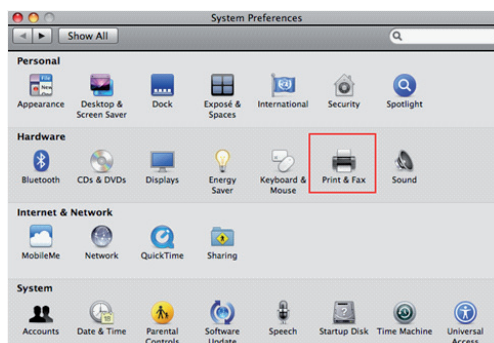 System Preferences
Show All
Personal
Appearance Desktop & Screen Saver Dock Exposé & Spaces International Security Spotlight
Hardware
Bluetooth CDs & DVDs Displays Energy Saver Keyboard & Mouse Print & Fax Sound
Internet & Network
MobileMe Network QuickTime Sharing
System
Accounts Date & Time Parental Controls Software Update Speech Startup Disk Time Machine Universal Access